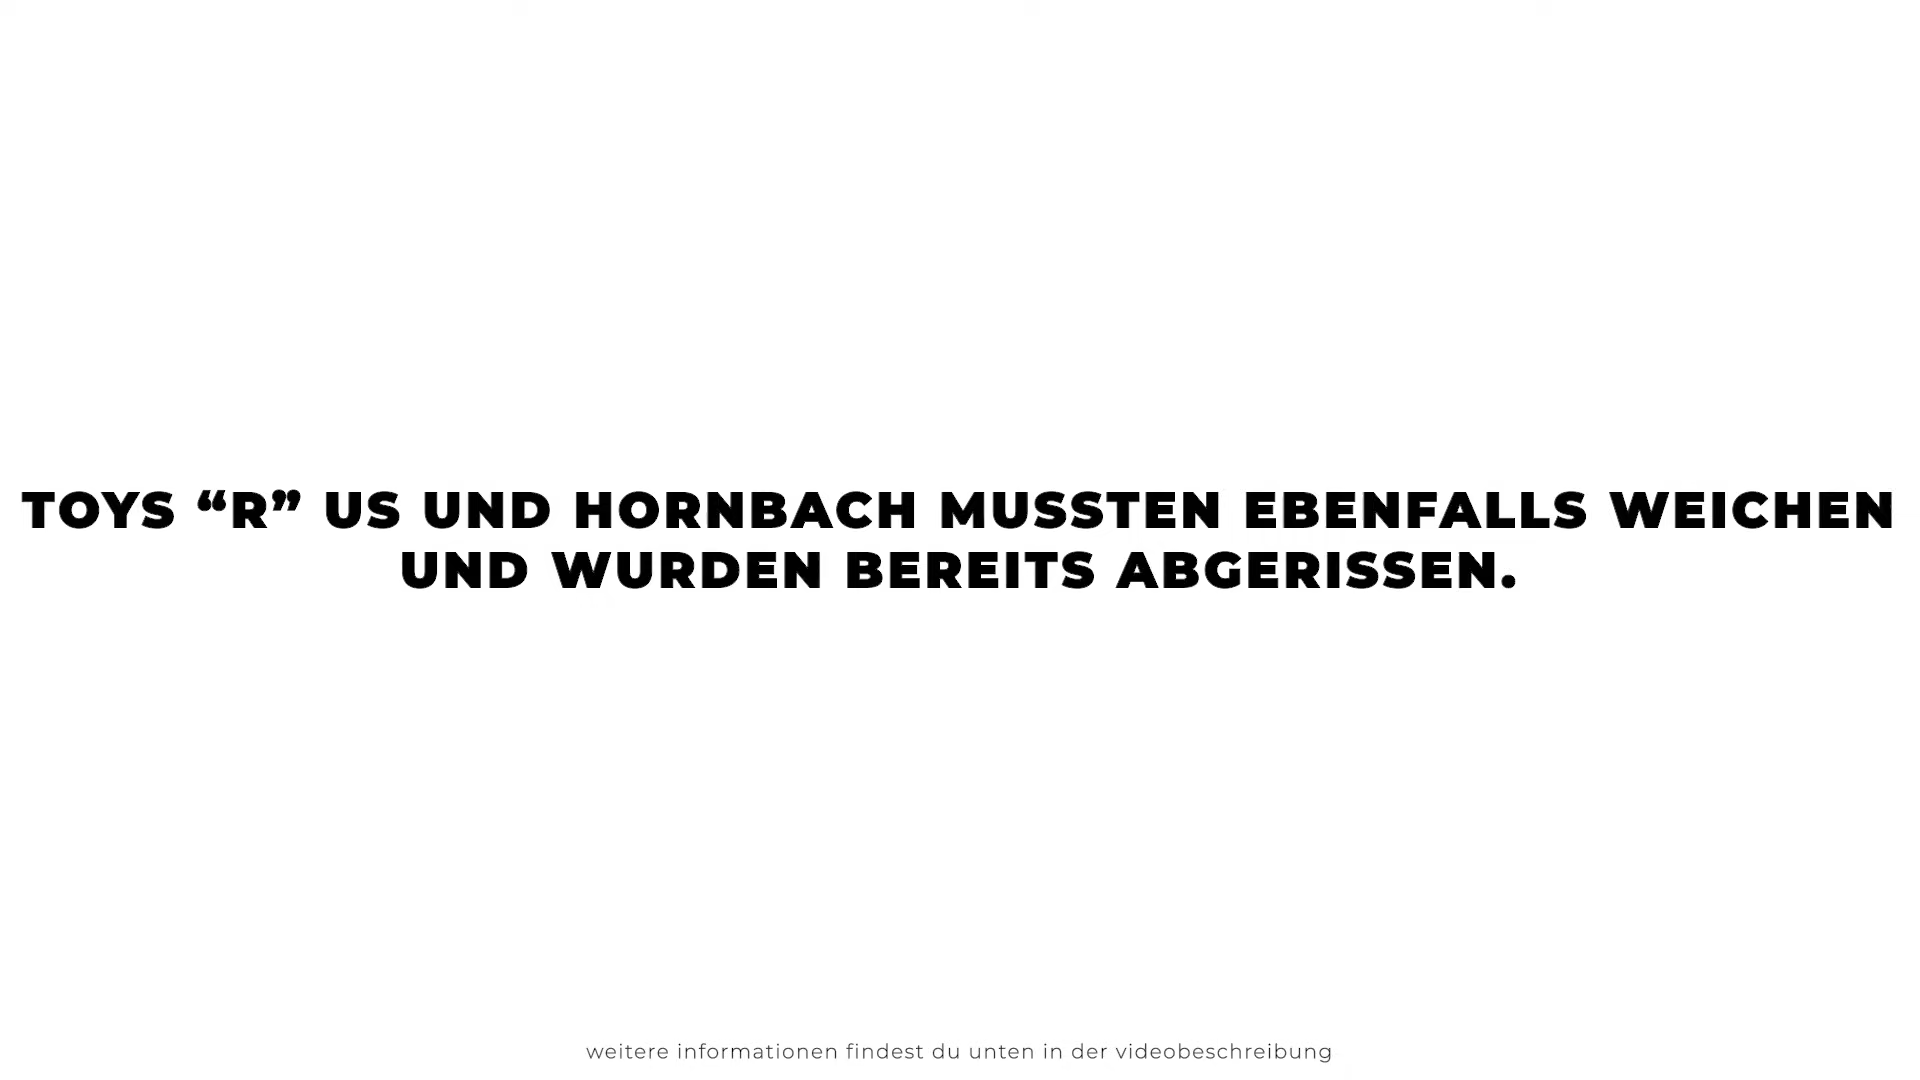 TOYS “R” US UND HORNBACH MUSSTEN EBENFALLS WEICHEN
UND WURDEN BEREITS ABGERISSEN.
weitere informationen findest du unten in der videobeschreibung